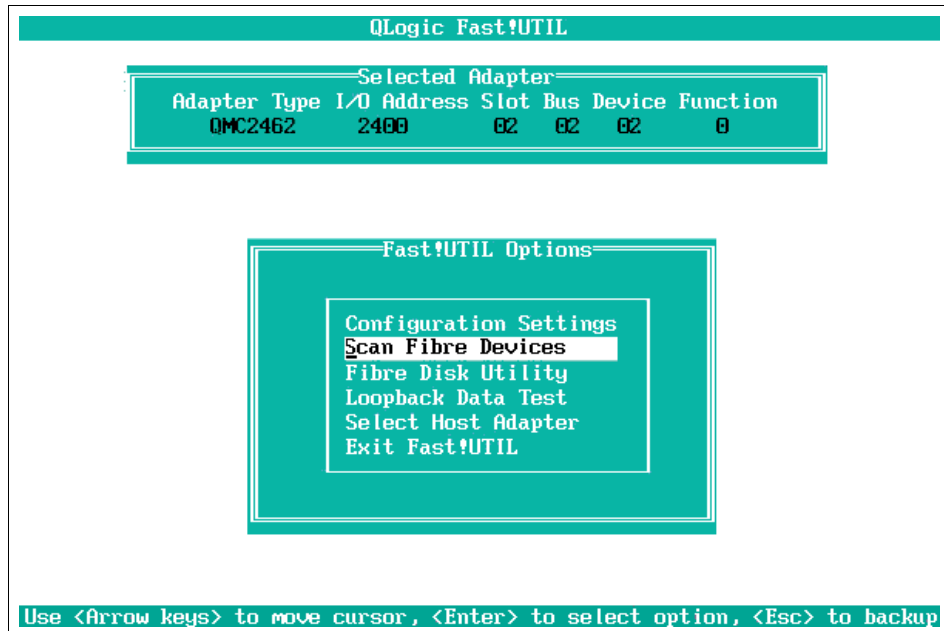 QLogic Fast!UTIL
Selected Adapter
Adapter Type I/O Address Slot Bus Device Function
QMC2462 2400 02 02 02 0
Fast!UTIL Options
Configuration Settings
Scan Fibre Devices
Fibre Disk Utility
Loopback Data Test
Select Host Adapter
Exit Fast!UTIL
Use <Arrow keys> to move cursor, <Enter> to select option, <Esc> to backup